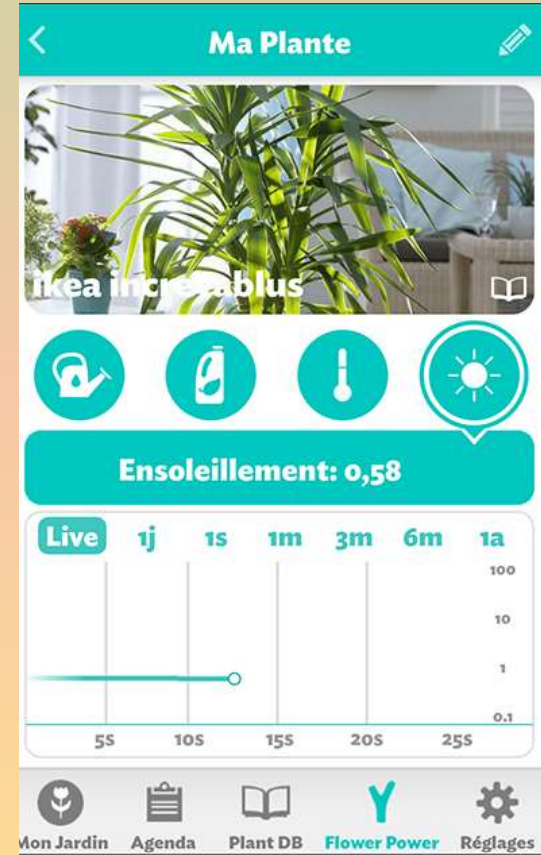 Ma Plante
ikea increvablus
Ensoleillement: 0,58
Live 1j 1s 1m 3m 6m 1a
100
10
1
0.1
5s 10s 15s 20s 25s
Mon Jardin Agenda Plant DB Flower Power Réglages